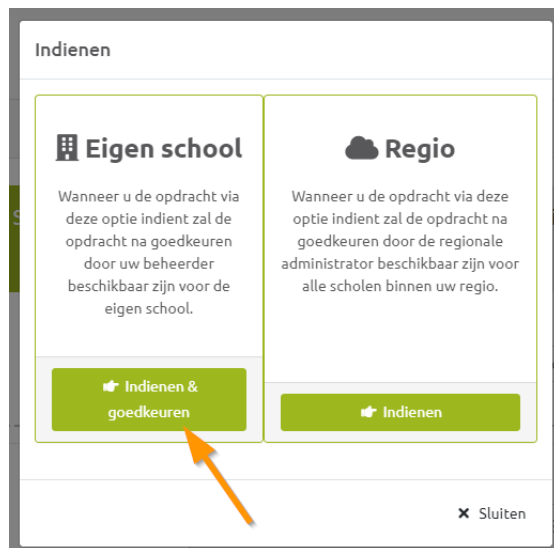 Indienen
Eigen school
Wanneer u de opdracht via
deze optie indient zal de
opdracht na goedkeuren
door uw beheerder
beschikbaar zijn voor de
eigen school.
Indienen &
goedkeuren
Regio
Wanneer u de opdracht via deze
optie indient zal de opdracht na
goedkeuren door de regionale
administrator beschikbaar zijn voor
alle scholen binnen uw regio.
Indienen
Sluiten